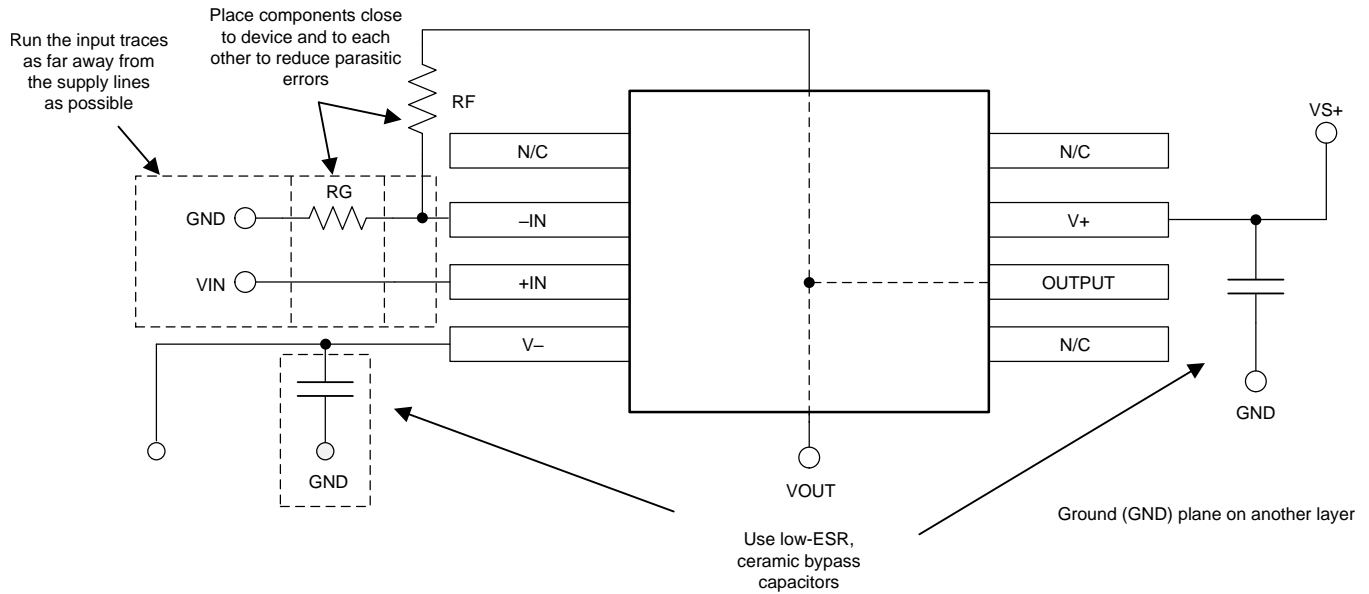 Place components close
to device and to each
other to reduce parasitic
errors
Run the input traces
as far away from
the supply lines
as possible
RF
VS+
N/C
N/C
RG
GND
–IN
V+
VIN
+IN
OUTPUT
V–
N/C
GND
GND
VOUT
Ground (GND) plane on another layer
Use low-ESR,
ceramic bypass
capacitors